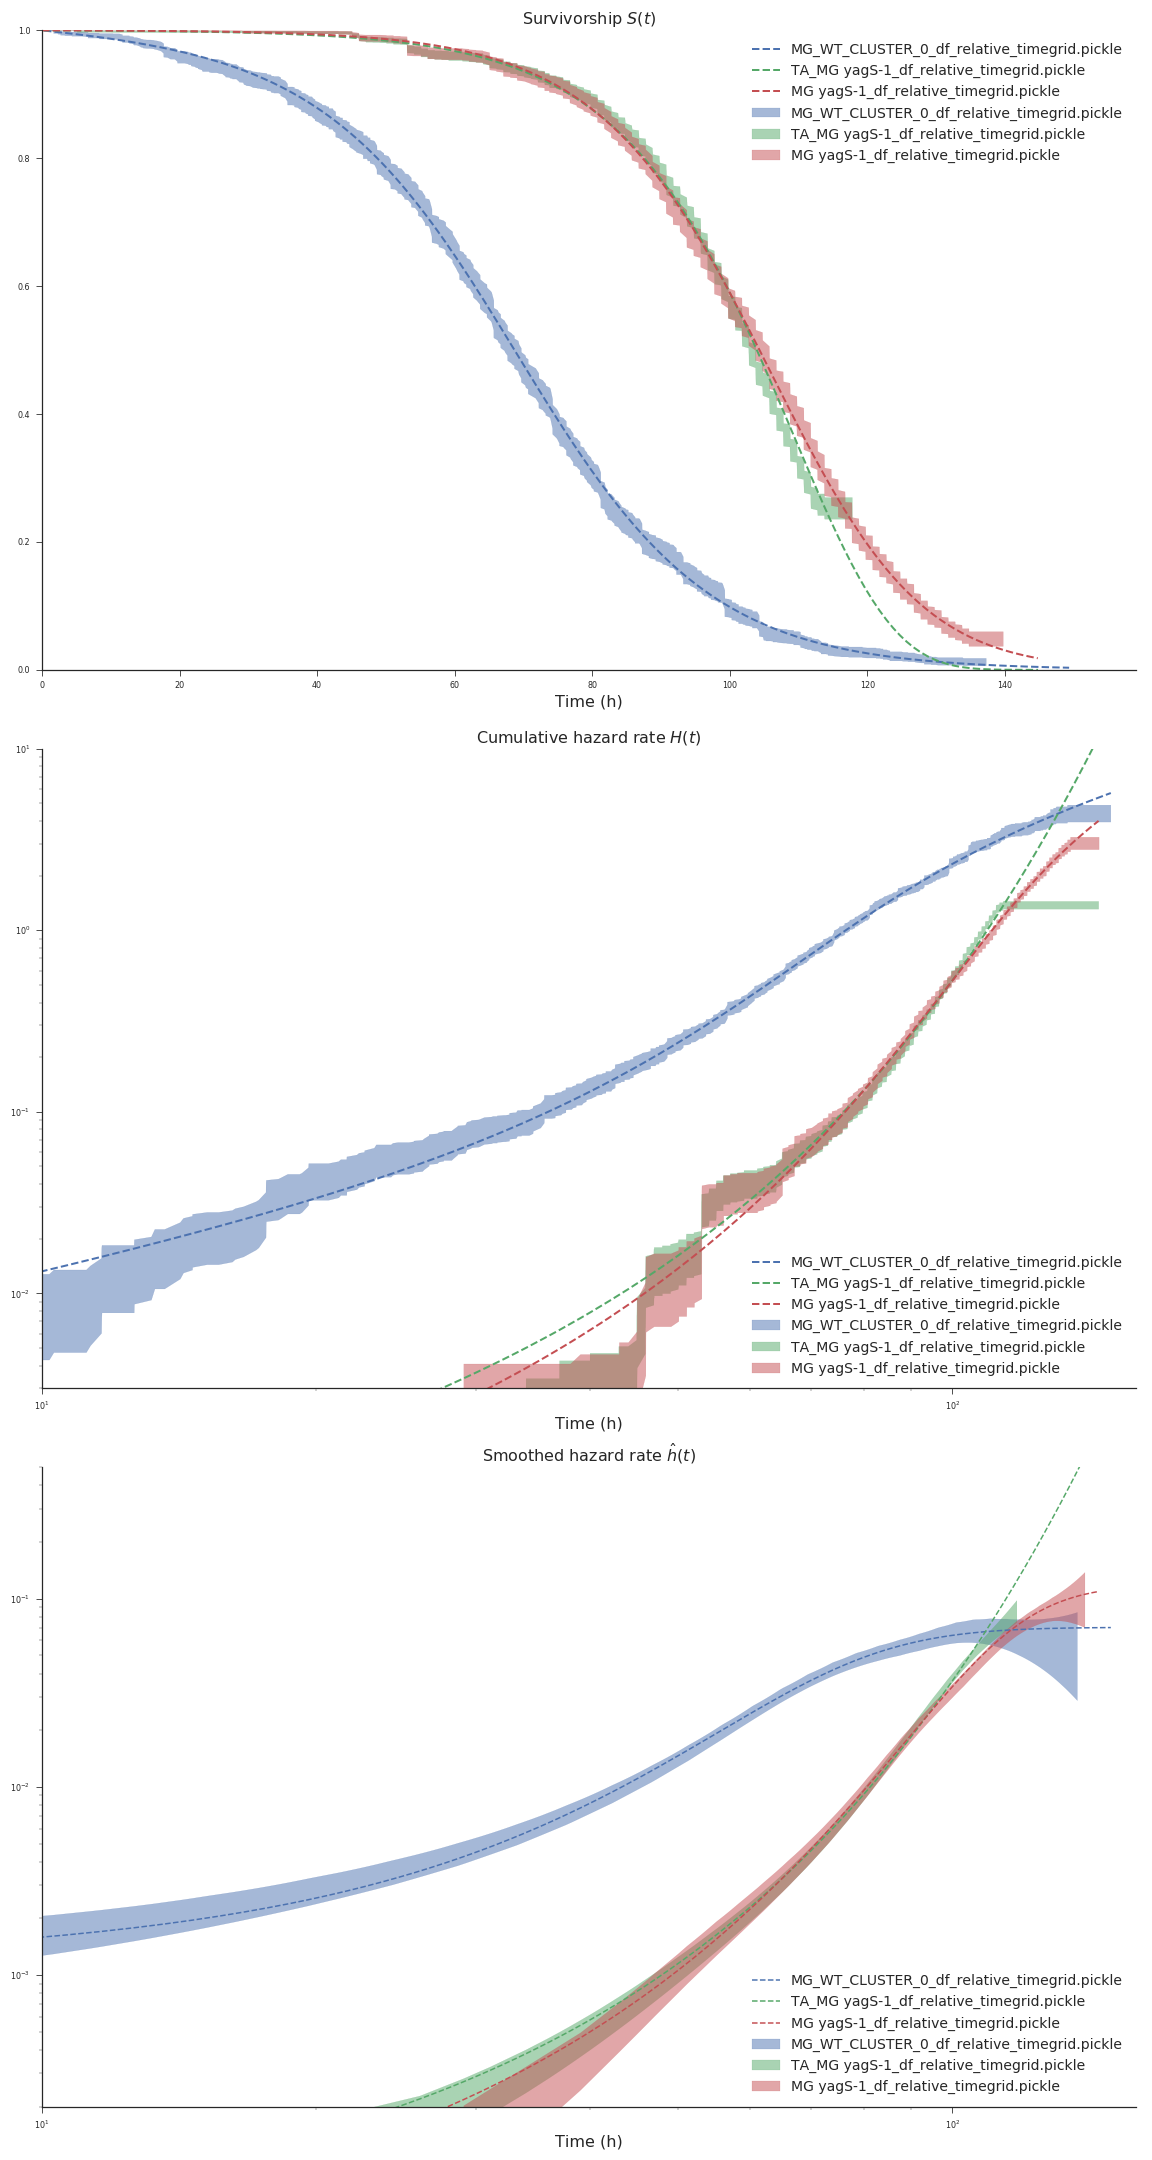 Survivorship S(t)
1.0
0.8
0.6
0.4
0.2
0.0
MG_WT_CLUSTER_0_df_relative_timegrid.pickle
TA_MG yagS-1_df_relative_timegrid.pickle
MG yagS-1_df_relative_timegrid.pickle
MG_WT_CLUSTER_0_df_relative_timegrid.pickle
TA_MG yagS-1_df_relative_timegrid.pickle
MG yagS-1_df_relative_timegrid.pickle
0 20 40 60 80 100 120 140
Time (h)
Cumulative hazard rate H(t)
10¹
10⁰
10⁻¹
10⁻²
MG_WT_CLUSTER_0_df_relative_timegrid.pickle
TA_MG yagS-1_df_relative_timegrid.pickle
MG yagS-1_df_relative_timegrid.pickle
MG_WT_CLUSTER_0_df_relative_timegrid.pickle
TA_MG yagS-1_df_relative_timegrid.pickle
MG yagS-1_df_relative_timegrid.pickle
10¹ 10²
Time (h)
Smoothed hazard rate ĥ(t)
10⁻¹
10⁻²
10⁻³
MG_WT_CLUSTER_0_df_relative_timegrid.pickle
TA_MG yagS-1_df_relative_timegrid.pickle
MG yagS-1_df_relative_timegrid.pickle
MG_WT_CLUSTER_0_df_relative_timegrid.pickle
TA_MG yagS-1_df_relative_timegrid.pickle
MG yagS-1_df_relative_timegrid.pickle
10¹ 10²
Time (h)